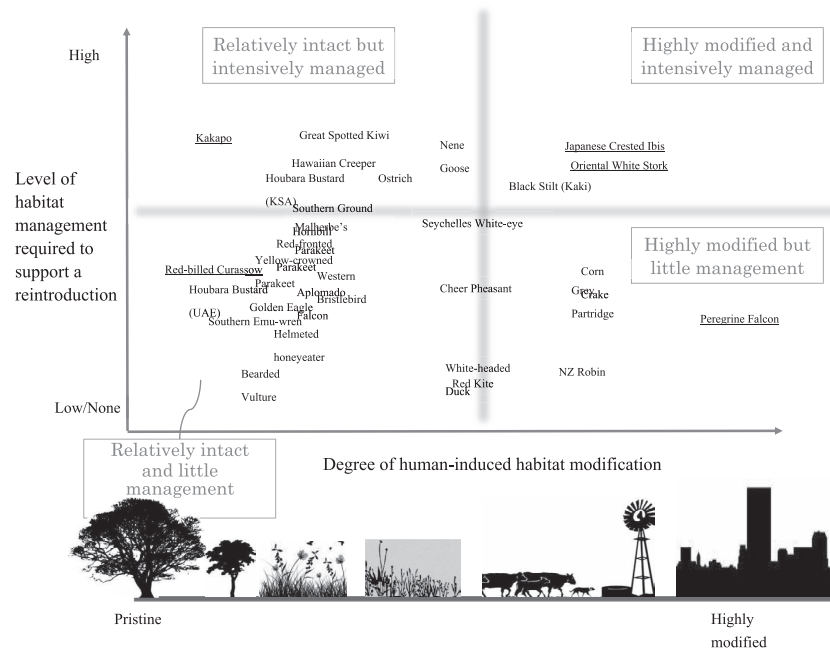 Relatively intact but
intensively managed
Highly modified and
intensively managed
High
Level of
habitat
management
required to
support a
reintroduction
Low/None
Kakapo
Great Spotted Kiwi
Nene
Goose
Japanese Crested Ibis
Hawaiian Creeper
Oriental White Stork
Houbara Bustard
(KSA)
Ostrich
Black Stilt (Kaki)
Southern Ground
Hornbill
Malherbe's
Parakeet
Seychelles White-eye
Red-fronted
Parakeet
Highly modified but
little management
Yellow-crowned
Parakeet
Red-billed Curassow
Western
Bristlebird
Corn
Crake
Houbara Bustard
(UAE)
Aplomado
Falcon
Cheer Pheasant
Grey
Partridge
Golden Eagle
Southern Emu-wren
Peregrine Falcon
Helmeted
honeyeater
Bearded
Vulture
White-headed
Duck
Red Kite
NZ Robin
Relatively intact
and little
management
Degree of human-induced habitat modification
Pristine
Highly
modified